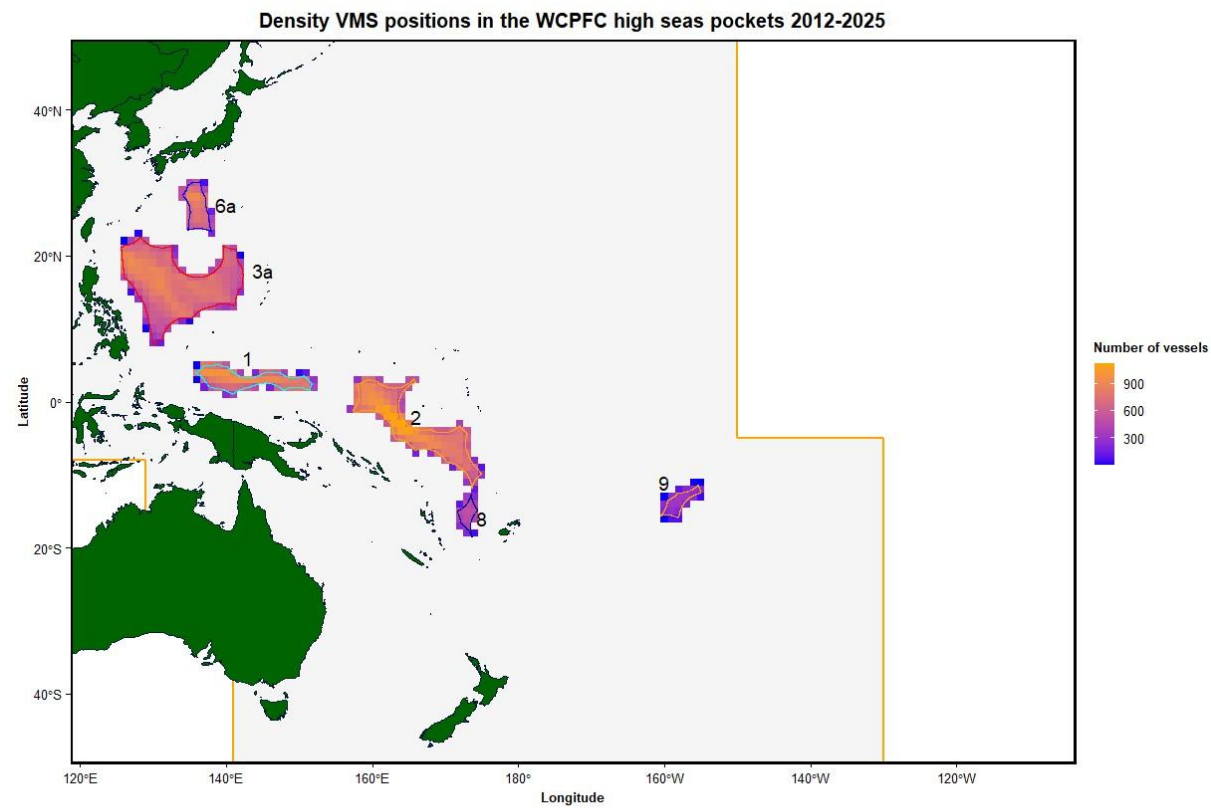 Density VMS positions in the WCPFC high seas pockets 2012-2025
40°N
20°N
0°
20°S
40°S
Latitude
6a
3a
1
2
8
9
Number of vessels
900
600
300
120°E
140°E
160°E
180°
160°W
140°W
120°W
Longitude